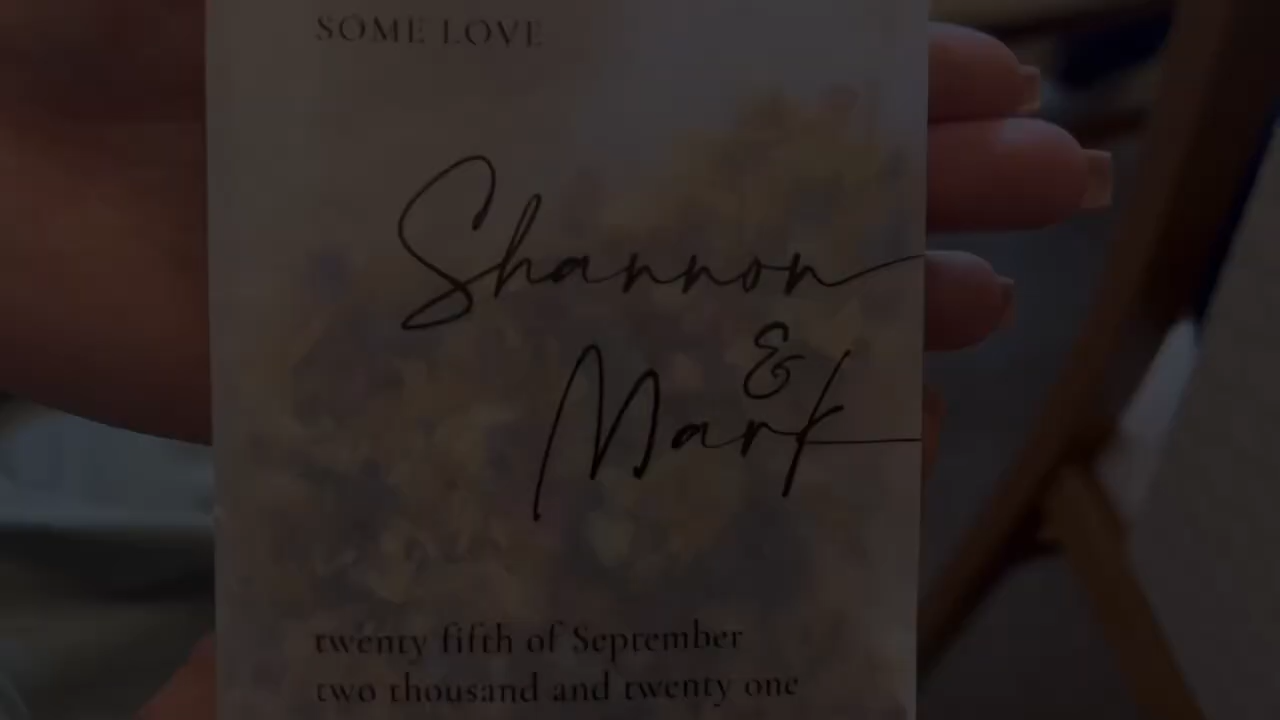 SOME LOVE
Shannon
&
Mark
twenty fifth of September
two thousand and twenty one